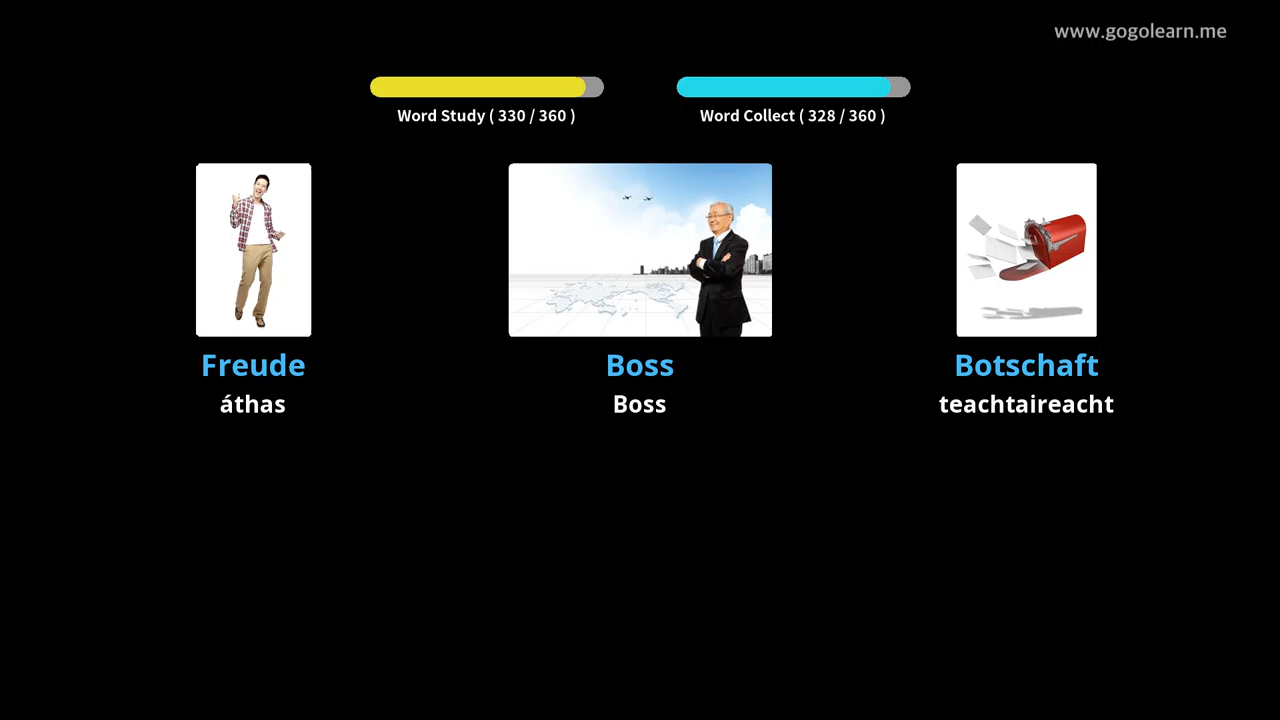 www.gogolearn.me
Word Study ( 330 / 360 )
Word Collect ( 328 / 360 )
Freude
áthas
Boss
Boss
Botschaft
teachtaireacht